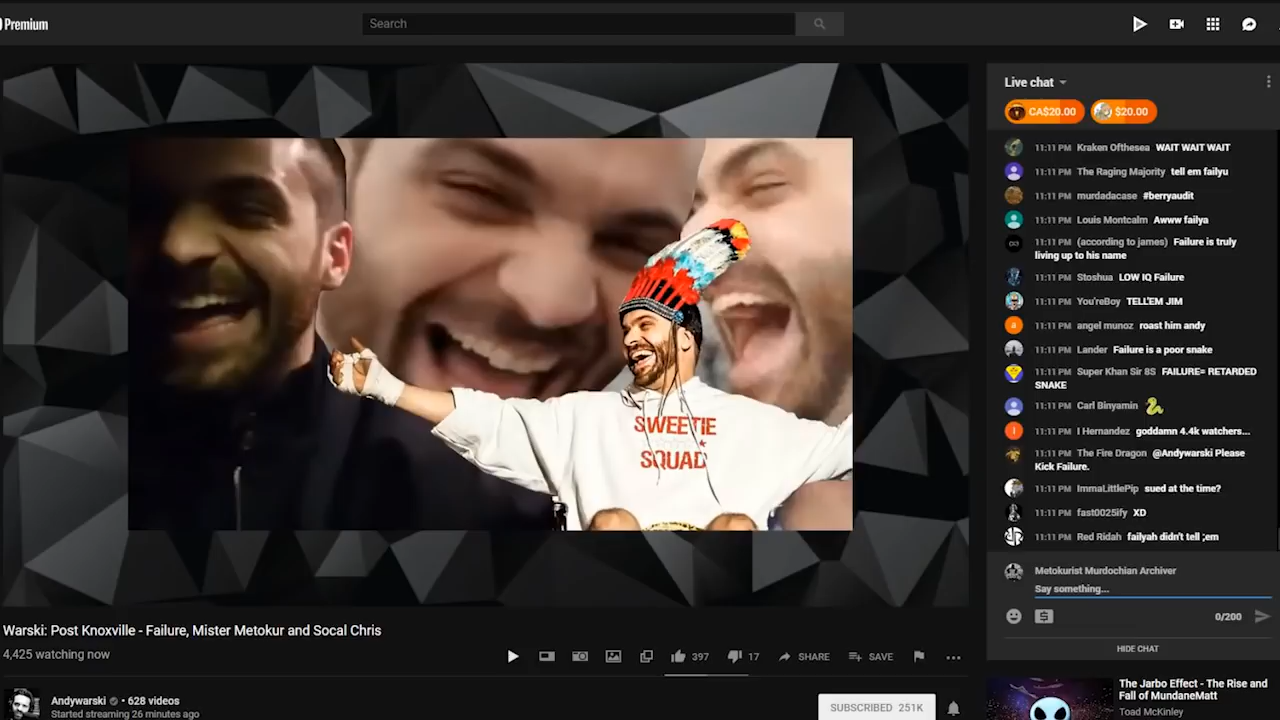 Premium
Search
Live chat
CA$20.00
$20.00
11:11 PM Kraken Ofthesea WAIT WAIT WAIT
11:11 PM The Raging Majority tell em failyu
11:11 PM murdadacase #berryaudit
11:11 PM Louis Montcalm Awww failya
11:11 PM (according to james) Failure is truly
living up to his name
11:11 PM Stoshua LOW IQ Failure
11:11 PM You'reBoy TELL'EM JIM
a
11:11 PM angel munoz roast him andy
11:11 PM Lander Failure is a poor snake
11:11 PM Super Khan Sir 8S FAILURE= RETARDED
SNAKE
11:11 PM Carl Binyamin
I
11:11 PM I Hernandez goddamn 4.4k watchers...
11:11 PM The Fire Dragon @Andywarski Please
Kick Failure.
11:11 PM ImmaLittlePip sued at the time?
11:11 PM fast0025ify XD
11:11 PM Red Ridah failyah didn't tell ;em
Metokurist Murdochian Archiver
Say something...
0/200
HIDE CHAT
SWEETIE
SQUAD
Warski: Post Knoxville - Failure, Mister Metokur and Socal Chris
4,425 watching now
397
17
SHARE
SAVE
Andywarski • 628 videos
Started streaming 26 minutes ago
SUBSCRIBED 251K
The Jarbo Effect - The Rise and
Fall of MundaneMatt
Toad McKinley